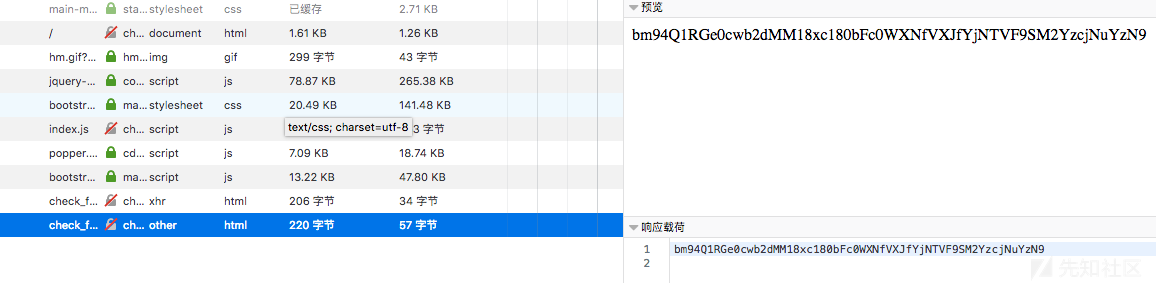 main-m... sta... stylesheet css 已缓存 2.71 KB
/ ch... document html 1.61 KB 1.26 KB
hm.gif?... hm... img gif 299 字节 43 字节
jquery-... co... script js 78.87 KB 265.38 KB
bootstr... ma... stylesheet css 20.49 KB 141.48 KB
index.js ch... script js 3 字节
text/css; charset=utf-8
popper.... cd... script js 7.09 KB 18.74 KB
bootstr... ma... script js 13.22 KB 47.80 KB
check_f... ch... xhr html 206 字节 34 字节
check_f... ch... other html 220 字节 57 字节
预览
bm94Q1RGe0cwb2dMM18xc180bFc0WXNfVXJfYjNTVF9SM2YzcjNuYzN9
响应载荷
1 bm94Q1RGe0cwb2dMM18xc180bFc0WXNfVXJfYjNTVF9SM2YzcjNuYzN9
2
先知社区